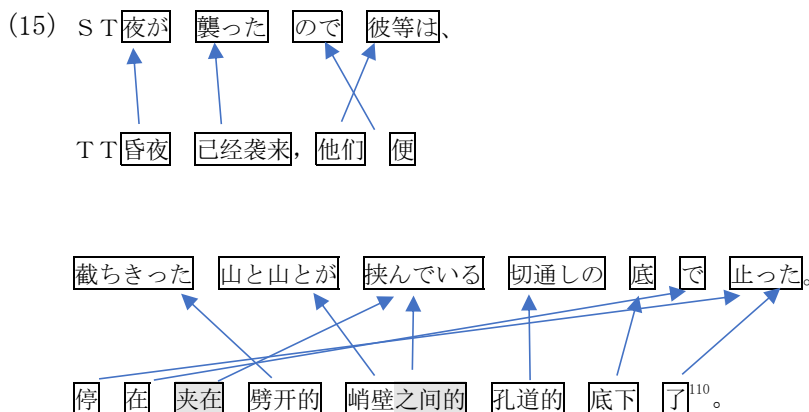 (15) ＳＴ夜が 襲った ので 彼等は、
ＴＴ昏夜 已经袭来，他们 便
截ちきった 山と山とが 挟んでいる 切通しの 底 で 止った。
停 在 夹在 劈开的 峭壁之间的 孔道的 底下 了110。